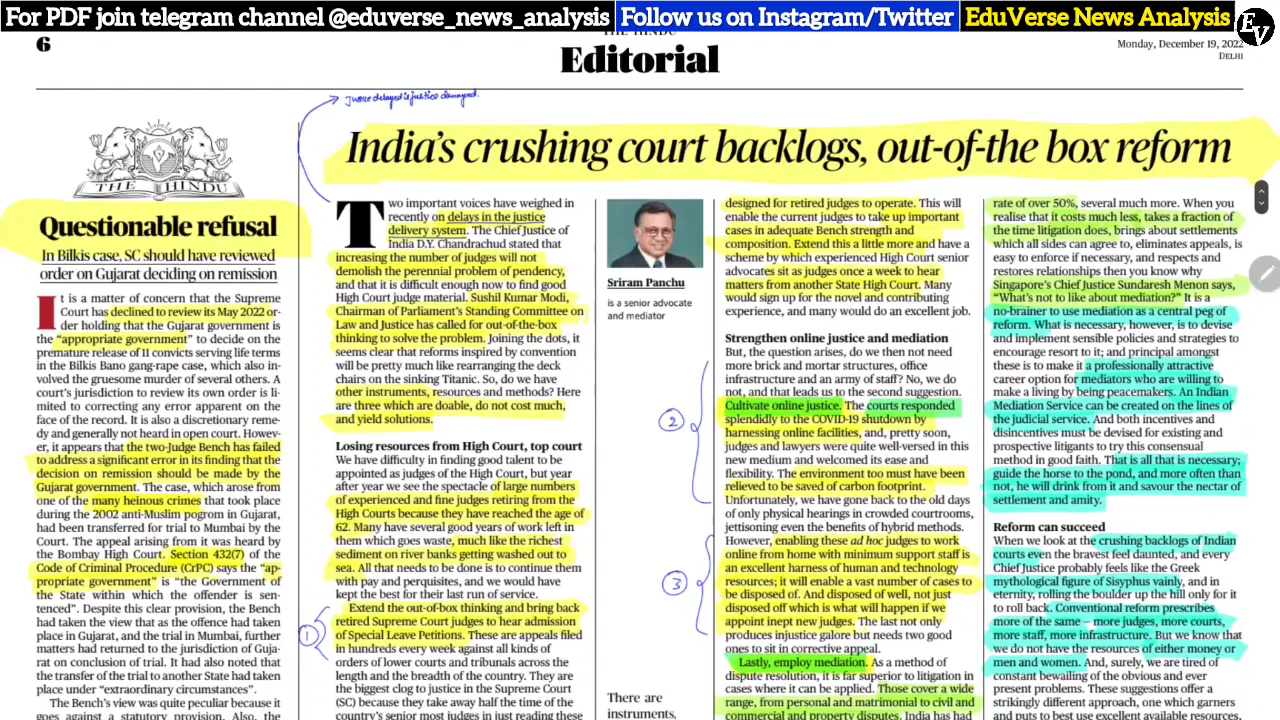 For PDF join telegram channel @eduverse_news_analysis Follow us on Instagram/Twitter EduVerse News Analysis EV
6
THE HINDU
Editorial
Monday, December 19, 2022
DELHI
Justice delayed is justice damaged.
THE HINDU
Questionable refusal
In Bilkis case, SC should have reviewed
order on Gujarat deciding on remission
It is a matter of concern that the Supreme
Court has declined to review its May 2022 or-
der holding that the Gujarat government is
the “appropriate government” to decide on the
premature release of 11 convicts serving life terms
in the Bilkis Bano gang-rape case, which also in-
volved the gruesome murder of several others. A
court’s jurisdiction to review its own order is li-
mited to correcting any error apparent on the
face of the record. It is also a discretionary reme-
dy and generally not heard in open court. Howev-
er, it appears that the two-Judge Bench has failed
to address a significant error in its finding that the
decision on remission should be made by the
Gujarat government. The case, which arose from
one of the many heinous crimes that took place
during the 2002 anti-Muslim pogrom in Gujarat,
had been transferred for trial to Mumbai by the
Court. The appeal arising from it was heard by
the Bombay High Court. Section 432(7) of the
Code of Criminal Procedure (CrPC) says the “ap-
propriate government” is “the Government of
the State within which the offender is sen-
tenced”. Despite this clear provision, the Bench
had taken the view that as the offence had taken
place in Gujarat, and the trial in Mumbai, further
matters had returned to the jurisdiction of Guja-
rat on conclusion of trial. It had also noted that
the transfer of the trial to another State had taken
place under “extraordinary circumstances”.
The Bench’s view was quite peculiar because it
goes against a statutory provision. Also, the
India’s crushing court backlogs, out-of-the box reform
Two important voices have weighed in
recently on delays in the justice
delivery system. The Chief Justice of
India D.Y. Chandrachud stated that
increasing the number of judges will not
demolish the perennial problem of pendency,
and that it is difficult enough now to find good
High Court judge material. Sushil Kumar Modi,
Chairman of Parliament’s Standing Committee on
Law and Justice has called for out-of-the-box
thinking to solve the problem. Joining the dots, it
seems clear that reforms inspired by convention
will be pretty much like rearranging the deck
chairs on the sinking Titanic. So, do we have
other instruments, resources and methods? Here
are three which are doable, do not cost much,
and yield solutions.
Losing resources from High Court, top court
We have difficulty in finding good talent to be
appointed as judges of the High Court, but year
after year we see the spectacle of large numbers
of experienced and fine judges retiring from the
High Courts because they have reached the age of
62. Many have several good years of work left in
them which goes waste, much like the richest
sediment on river banks getting washed out to
sea. All that needs to be done is to continue them
with pay and perquisites, and we would have
kept the best for their last run of service.
Extend the out-of-box thinking and bring back
1
retired Supreme Court judges to hear admission
of Special Leave Petitions. These are appeals filed
in hundreds every week against all kinds of
orders of lower courts and tribunals across the
length and the breadth of the country. They are
the biggest clog to justice in the Supreme Court
(SC) because they take away half the time of the
country’s senior most judges in just reading these
Sriram Panchu
is a senior advocate
and mediator
There are
instruments,
designed for retired judges to operate. This will
enable the current judges to take up important
cases in adequate Bench strength and
composition. Extend this a little more and have a
scheme by which experienced High Court senior
advocates sit as judges once a week to hear
matters from another State High Court. Many
would sign up for the novel and contributing
experience, and many would do an excellent job.
Strengthen online justice and mediation
But, the question arises, do we then not need
more brick and mortar structures, office
infrastructure and an army of staff? No, we do
not, and that leads us to the second suggestion.
2
Cultivate online justice. The courts responded
splendidly to the COVID-19 shutdown by
harnessing online facilities, and, pretty soon,
judges and lawyers were quite well-versed in this
new medium and welcomed its ease and
flexibility. The environment too must have been
relieved to be saved of carbon footprint.
Unfortunately, we have gone back to the old days
of only physical hearings in crowded courtrooms,
jettisoning even the benefits of hybrid methods.
However, enabling these ad hoc judges to work
online from home with minimum support staff is
an excellent harness of human and technology
3
resources; it will enable a vast number of cases to
be disposed of. And disposed of well, not just
disposed off which is what will happen if we
appoint inept new judges. The last not only
produces injustice galore but needs two good
ones to sit in corrective appeal.
Lastly, employ mediation. As a method of
dispute resolution, it is far superior to litigation in
cases where it can be applied. Those cover a wide
range, from personal and matrimonial to civil and
commercial and property disputes. India has had
rate of over 50%, several much more. When you
realise that it costs much less, takes a fraction of
the time litigation does, brings about settlements
which all sides can agree to, eliminates appeals, is
easy to enforce if necessary, and respects and
restores relationships then you know why
Singapore’s Chief Justice Sundaresh Menon says,
“What’s not to like about mediation?” It is a
no-brainer to use mediation as a central peg of
reform. What is necessary, however, is to devise
and implement sensible policies and strategies to
encourage resort to it; and principal amongst
these is to make it a professionally attractive
career option for mediators who are willing to
make a living by being peacemakers. An Indian
Mediation Service can be created on the lines of
the judicial service. And both incentives and
disincentives must be devised for existing and
prospective litigants to try this consensual
method in good faith. That is all that is necessary;
guide the horse to the pond, and more often than
not, he will drink from it and savour the nectar of
settlement and amity.
Reform can succeed
When we look at the crushing backlogs of Indian
courts even the bravest feel daunted, and every
Chief Justice probably feels like the Greek
mythological figure of Sisyphus vainly, and in
eternity, rolling the boulder up the hill only for it
to roll back. Conventional reform prescribes
more of the same – more judges, more courts,
more staff, more infrastructure. But we know that
we do not have the resources of either money or
men and women. And, surely, we are tired of
constant bewailing of the obvious and ever
present problems. These suggestions offer a
strikingly different approach, one which garners
and puts to best use excellent available resources,